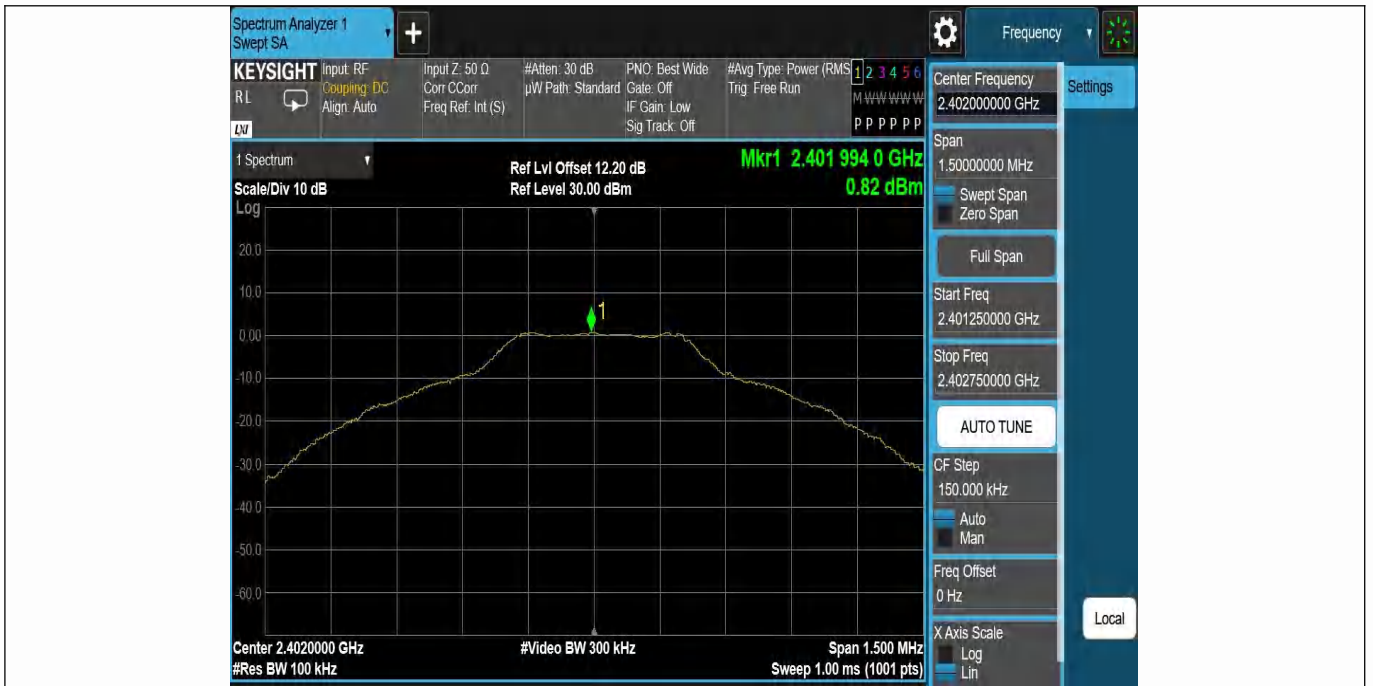 Spectrum Analyzer 1
Swept SA
+
Frequency
KEYSIGHT
RL
LXI
Input: RF
Coupling: DC
Align: Auto
Input Z: 50 Ω
Corr CCorr
Freq Ref: Int (S)
#Atten: 30 dB
µW Path: Standard
PNO: Best Wide
Gate: Off
IF Gain: Low
Sig Track: Off
#Avg Type: Power (RMS
Trig: Free Run
1 2 3 4 5 6
M W W W W W
P P P P P P
1 Spectrum
Scale/Div 10 dB
Ref Lvl Offset 12.20 dB
Ref Level 30.00 dBm
Mkr1 2.401 994 0 GHz
0.82 dBm
Log
20.0
10.0
0.00
-10.0
-20.0
-30.0
-40.0
-50.0
-60.0
1
Center 2.4020000 GHz
#Res BW 100 kHz
#Video BW 300 kHz
Span 1.500 MHz
Sweep 1.00 ms (1001 pts)
Center Frequency
2.402000000 GHz
Settings
Span
1.50000000 MHz
Swept Span
Zero Span
Full Span
Start Freq
2.401250000 GHz
Stop Freq
2.402750000 GHz
AUTO TUNE
CF Step
150.000 kHz
Auto
Man
Freq Offset
0 Hz
X Axis Scale
Log
Lin
Local